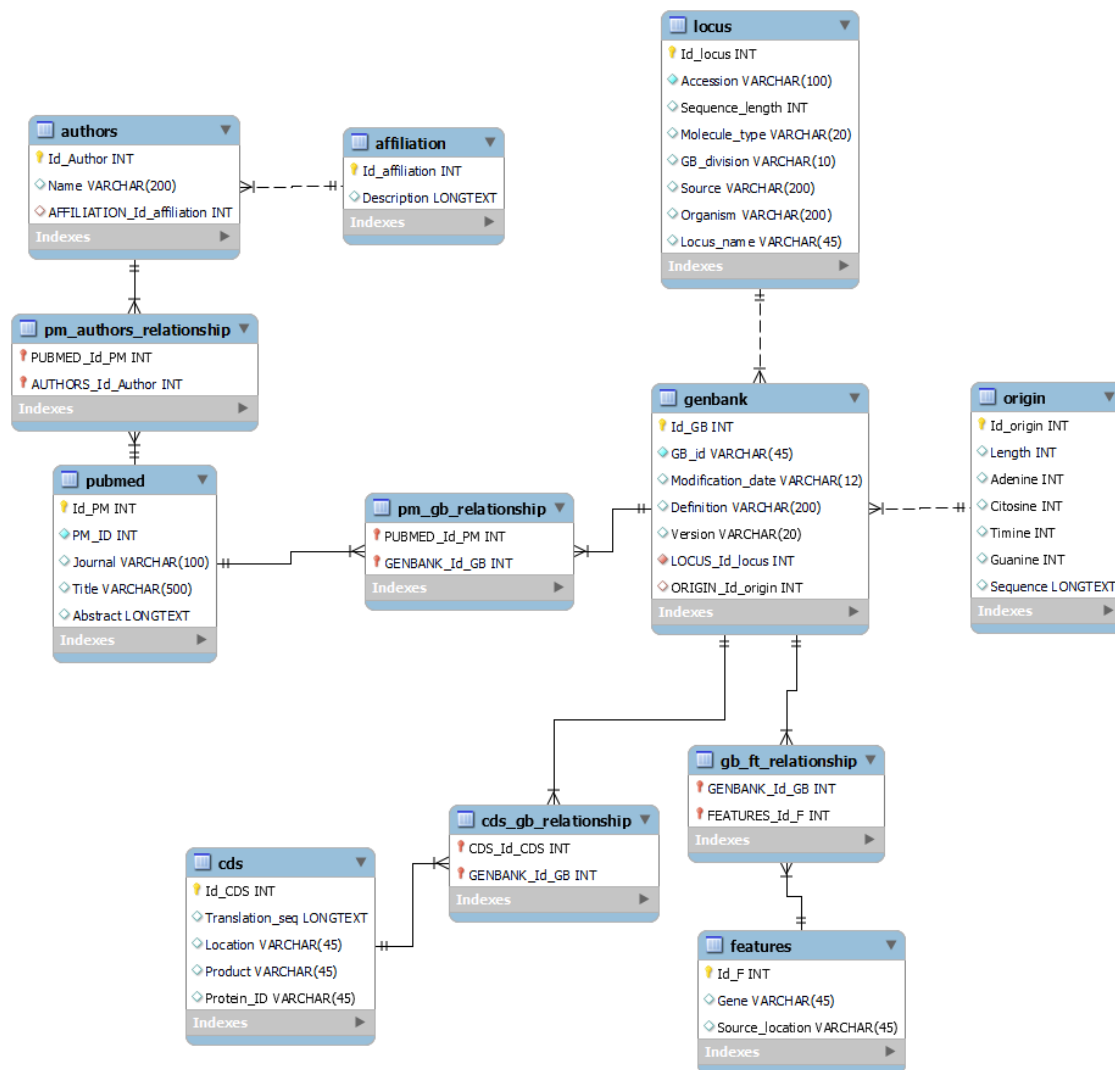 locus
Id_locus INT
Accession VARCHAR(100)
Sequence_length INT
Molecule_type VARCHAR(20)
GB_division VARCHAR(10)
Source VARCHAR(200)
Organism VARCHAR(200)
Locus_name VARCHAR(45)
Indexes
authors
Id_Author INT
Name VARCHAR(200)
AFFILIATION_Id_affiliation INT
Indexes
affiliation
Id_affiliation INT
Description LONGTEXT
Indexes
pm_authors_relationship
PUBMED_Id_PM INT
AUTHORS_Id_Author INT
Indexes
pubmed
Id_PM INT
PM_ID INT
Journal VARCHAR(100)
Title VARCHAR(500)
Abstract LONGTEXT
Indexes
pm_gb_relationship
PUBMED_Id_PM INT
GENBANK_Id_GB INT
Indexes
genbank
Id_GB INT
GB_id VARCHAR(45)
Modification_date VARCHAR(12)
Definition VARCHAR(200)
Version VARCHAR(20)
LOCUS_Id_locus INT
ORIGIN_Id_origin INT
Indexes
origin
Id_origin INT
Length INT
Adenine INT
Citosine INT
Timine INT
Guanine INT
Sequence LONGTEXT
Indexes
gb_ft_relationship
GENBANK_Id_GB INT
FEATURES_Id_F INT
Indexes
cds_gb_relationship
CDS_Id_CDS INT
GENBANK_Id_GB INT
Indexes
cds
Id_CDS INT
Translation_seq LONGTEXT
Location VARCHAR(45)
Product VARCHAR(45)
Protein_ID VARCHAR(45)
Indexes
features
Id_F INT
Gene VARCHAR(45)
Source_location VARCHAR(45)
Indexes